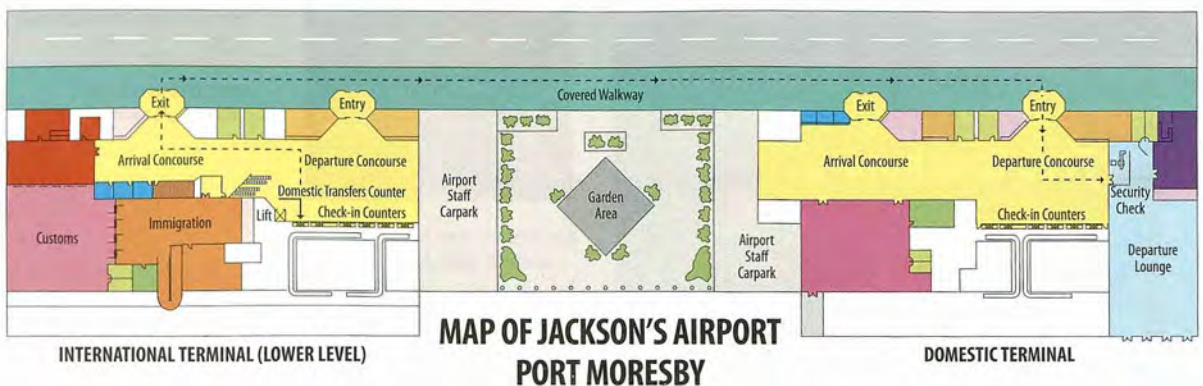 Covered Walkway
Exit
Entry
Exit
Entry
Arrival Concourse
Departure Concourse
Arrival Concourse
Departure Concourse
Domestic Transfers Counter
Lift
Check-in Counters
Customs
Immigration
Airport
Staff
Carpark
Garden
Area
Airport
Staff
Carpark
Check-in Counters
Security
Check
Departure
Lounge
INTERNATIONAL TERMINAL (LOWER LEVEL)
MAP OF JACKSON'S AIRPORT
PORT MORESBY
DOMESTIC TERMINAL